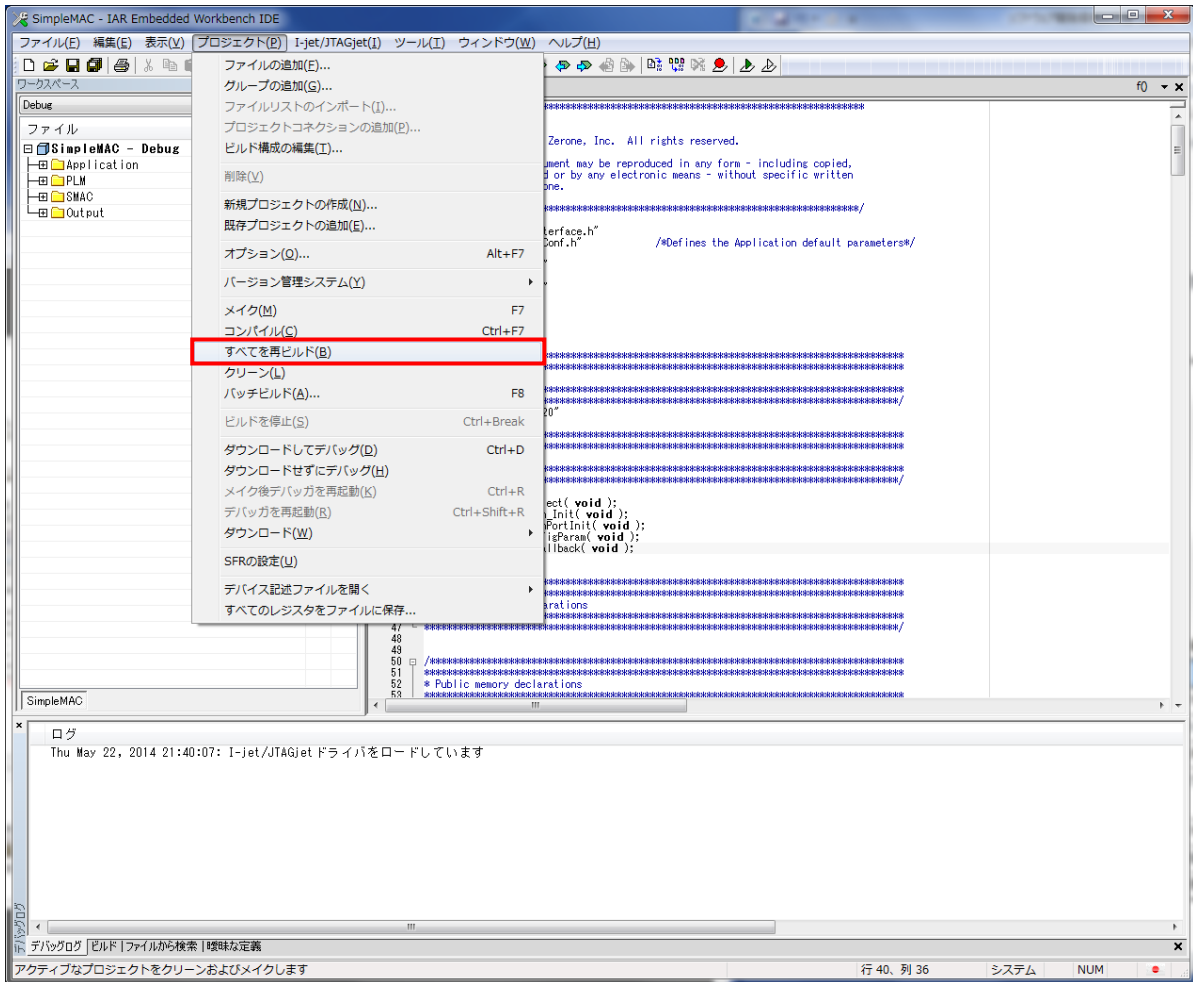 SimpleMAC - IAR Embedded Workbench IDE
ファイル(F) 編集(E) 表示(V) プロジェクト(P) I-jet/JTAGjet(I) ツール(T) ウィンドウ(W) ヘルプ(H)
ワークスペース
f()
Debug
ファイル
SimpleMAC - Debug
Application
PLM
SMAC
Output
SimpleMAC
ファイルの追加(F)...
グループの追加(G)...
ファイルリストのインポート(I)...
プロジェクトコネクションの追加(P)...
ビルド構成の編集(T)...
削除(V)
新規プロジェクトの作成(N)...
既存プロジェクトの追加(E)...
オプション(O)... Alt+F7
バージョン管理システム(Y)
メイク(M) F7
コンパイル(C) Ctrl+F7
すべてを再ビルド(B)
クリーン(L)
バッチビルド(A)... F8
ビルドを停止(S) Ctrl+Break
ダウンロードしてデバッグ(D) Ctrl+D
ダウンロードせずにデバッグ(H)
メイク後デバッガを再起動(K) Ctrl+R
デバッガを再起動(R) Ctrl+Shift+R
ダウンロード(W)
SFRの設定(U)
デバイス記述ファイルを開く
すべてのレジスタをファイルに保存...
Zerone, Inc. All rights reserved.
ument may be reproduced in any form - including copied,
d or by any electronic means - without specific written
one.
terface.h"
Conf.h" /*Defines the Application default parameters*/
20"
ect( void );
_Init( void );
PortInit( void );
igParam( void );
llback( void );
arations
47
48
49
50
51
52 * Public memory declarations
53
ログ
Thu May 22, 2014 21:40:07: I-jet/JTAGjet ドライバをロードしています
デバッグログ
デバッグログ ビルド ファイルから検索 曖昧な定義
アクティブなプロジェクトをクリーンおよびメイクします
行 40、列 36 システム NUM